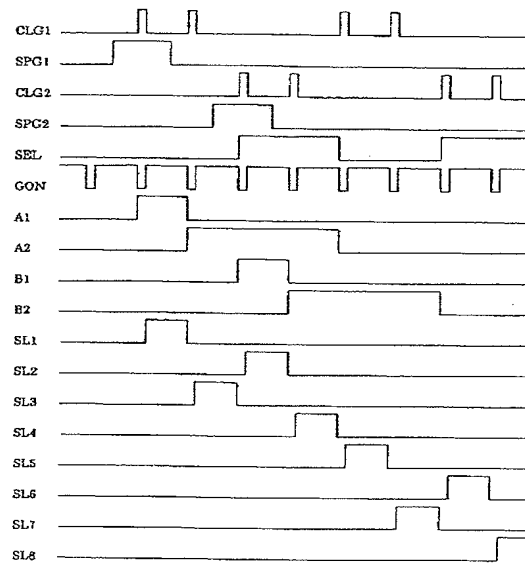 CLG1
SPG1
CLG2
SPG2
SEL
GON
A1
A2
B1
B2
SL1
SL2
SL3
SL4
SL5
SL6
SL7
SL8